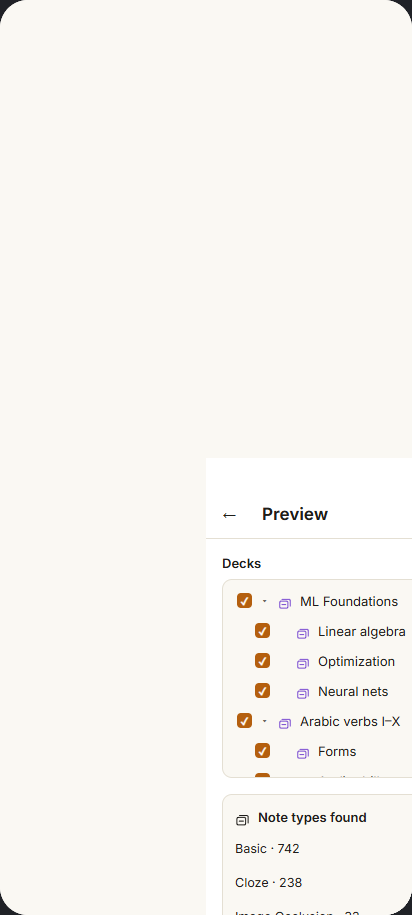 ← Preview
Decks
ML Foundations
Linear algebra
Optimization
Neural nets
Arabic verbs I–X
Forms
Note types found
Basic · 742
Cloze · 238